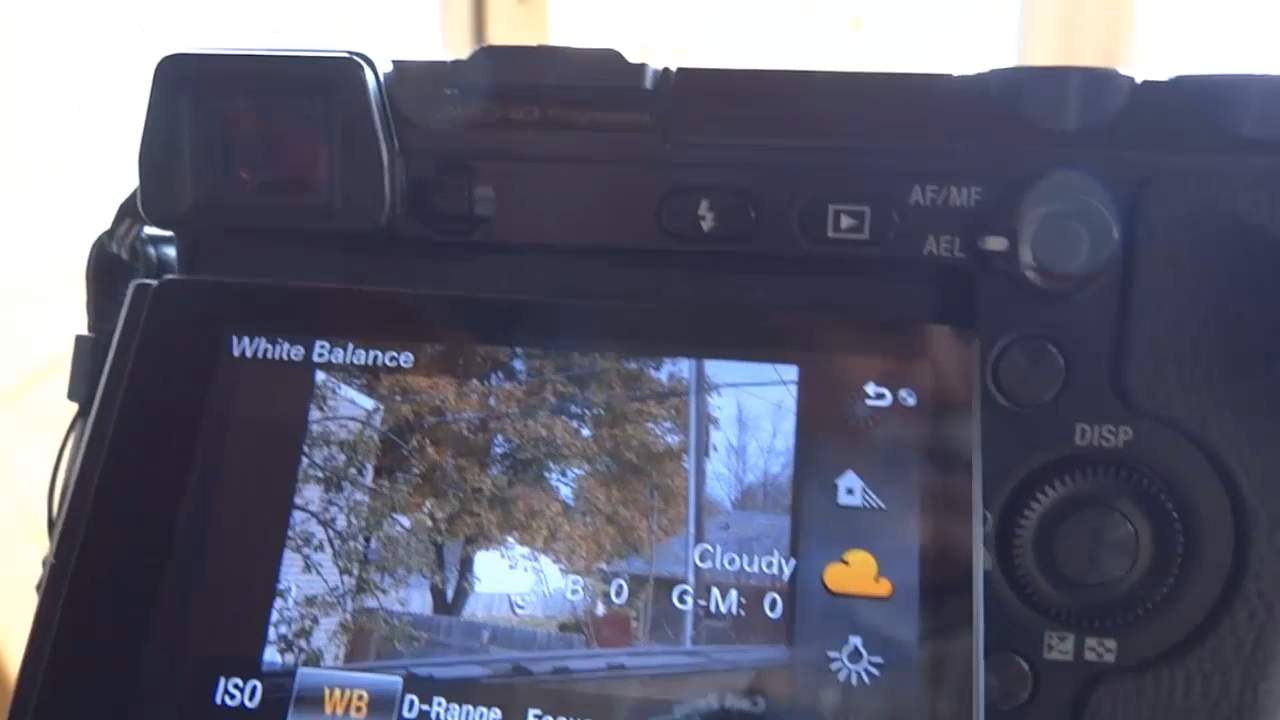 AF/MF
AEL
White Balance
DISP
Cloudy
B: 0 G-M: 0
ISO WB D-Range